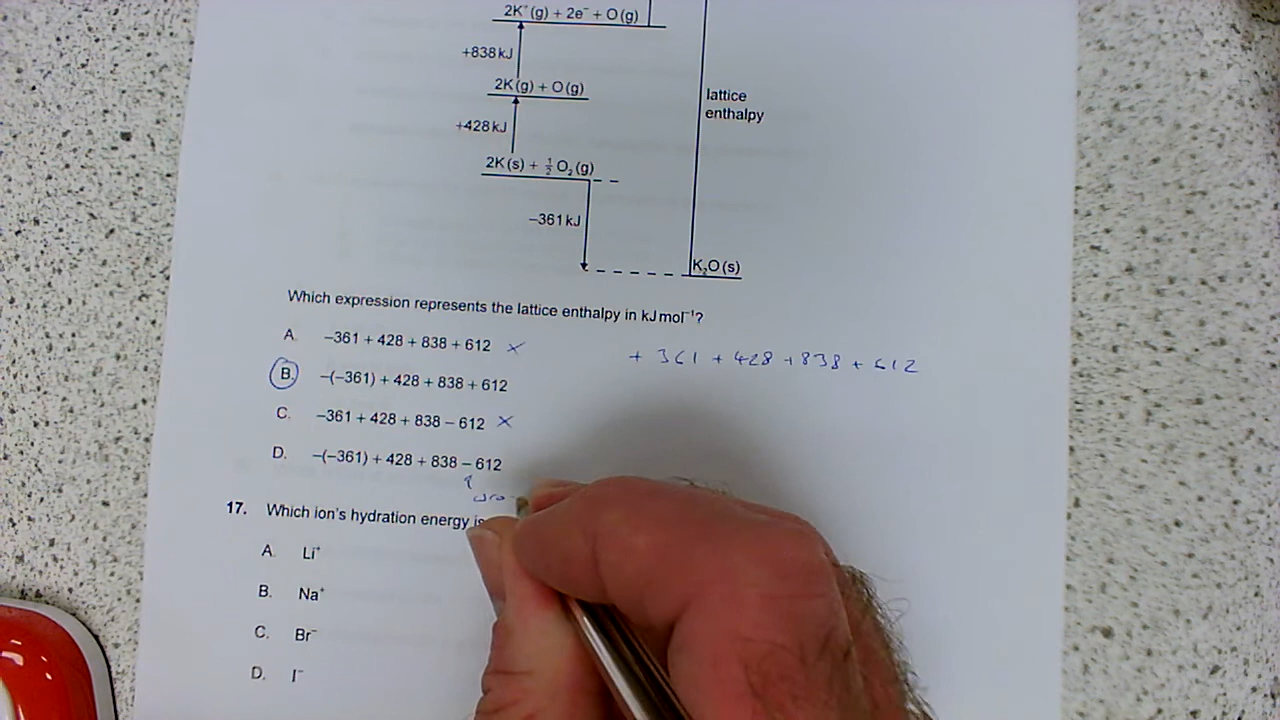 2K⁺(g) + 2e⁻ + O(g)
+838 kJ
2K(g) + O(g)
lattice
enthalpy
+428 kJ
2K(s) + ½O₂(g)
−361 kJ
K₂O(s)
Which expression represents the lattice enthalpy in kJ mol⁻¹?
A. −361 + 428 + 838 + 612 ×
+ 361 + 428 + 838 + 612
B. −(−361) + 428 + 838 + 612
C. −361 + 428 + 838 − 612 ×
D. −(−361) + 428 + 838 − 612
17. Which ion's hydration energy is
A. Li⁺
B. Na⁺
C. Br⁻
D. I⁻